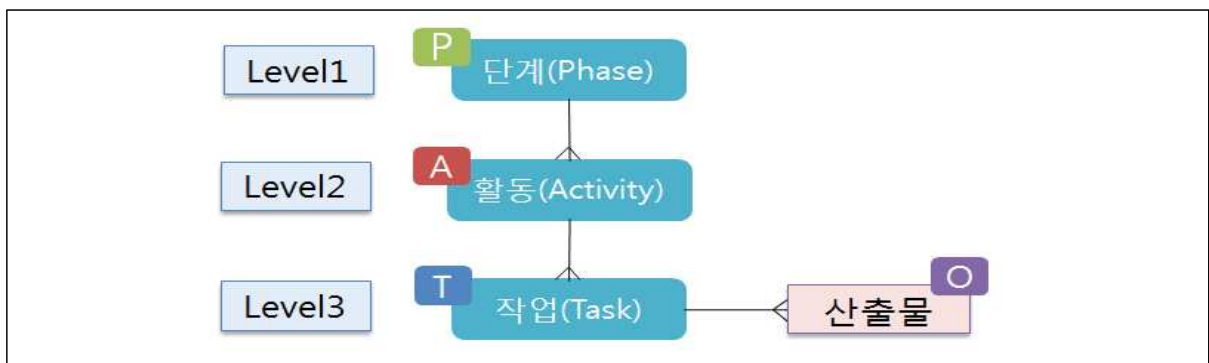 P
Level1 단계(Phase)
A
Level2 활동(Activity)
T O
Level3 작업(Task) 산출물